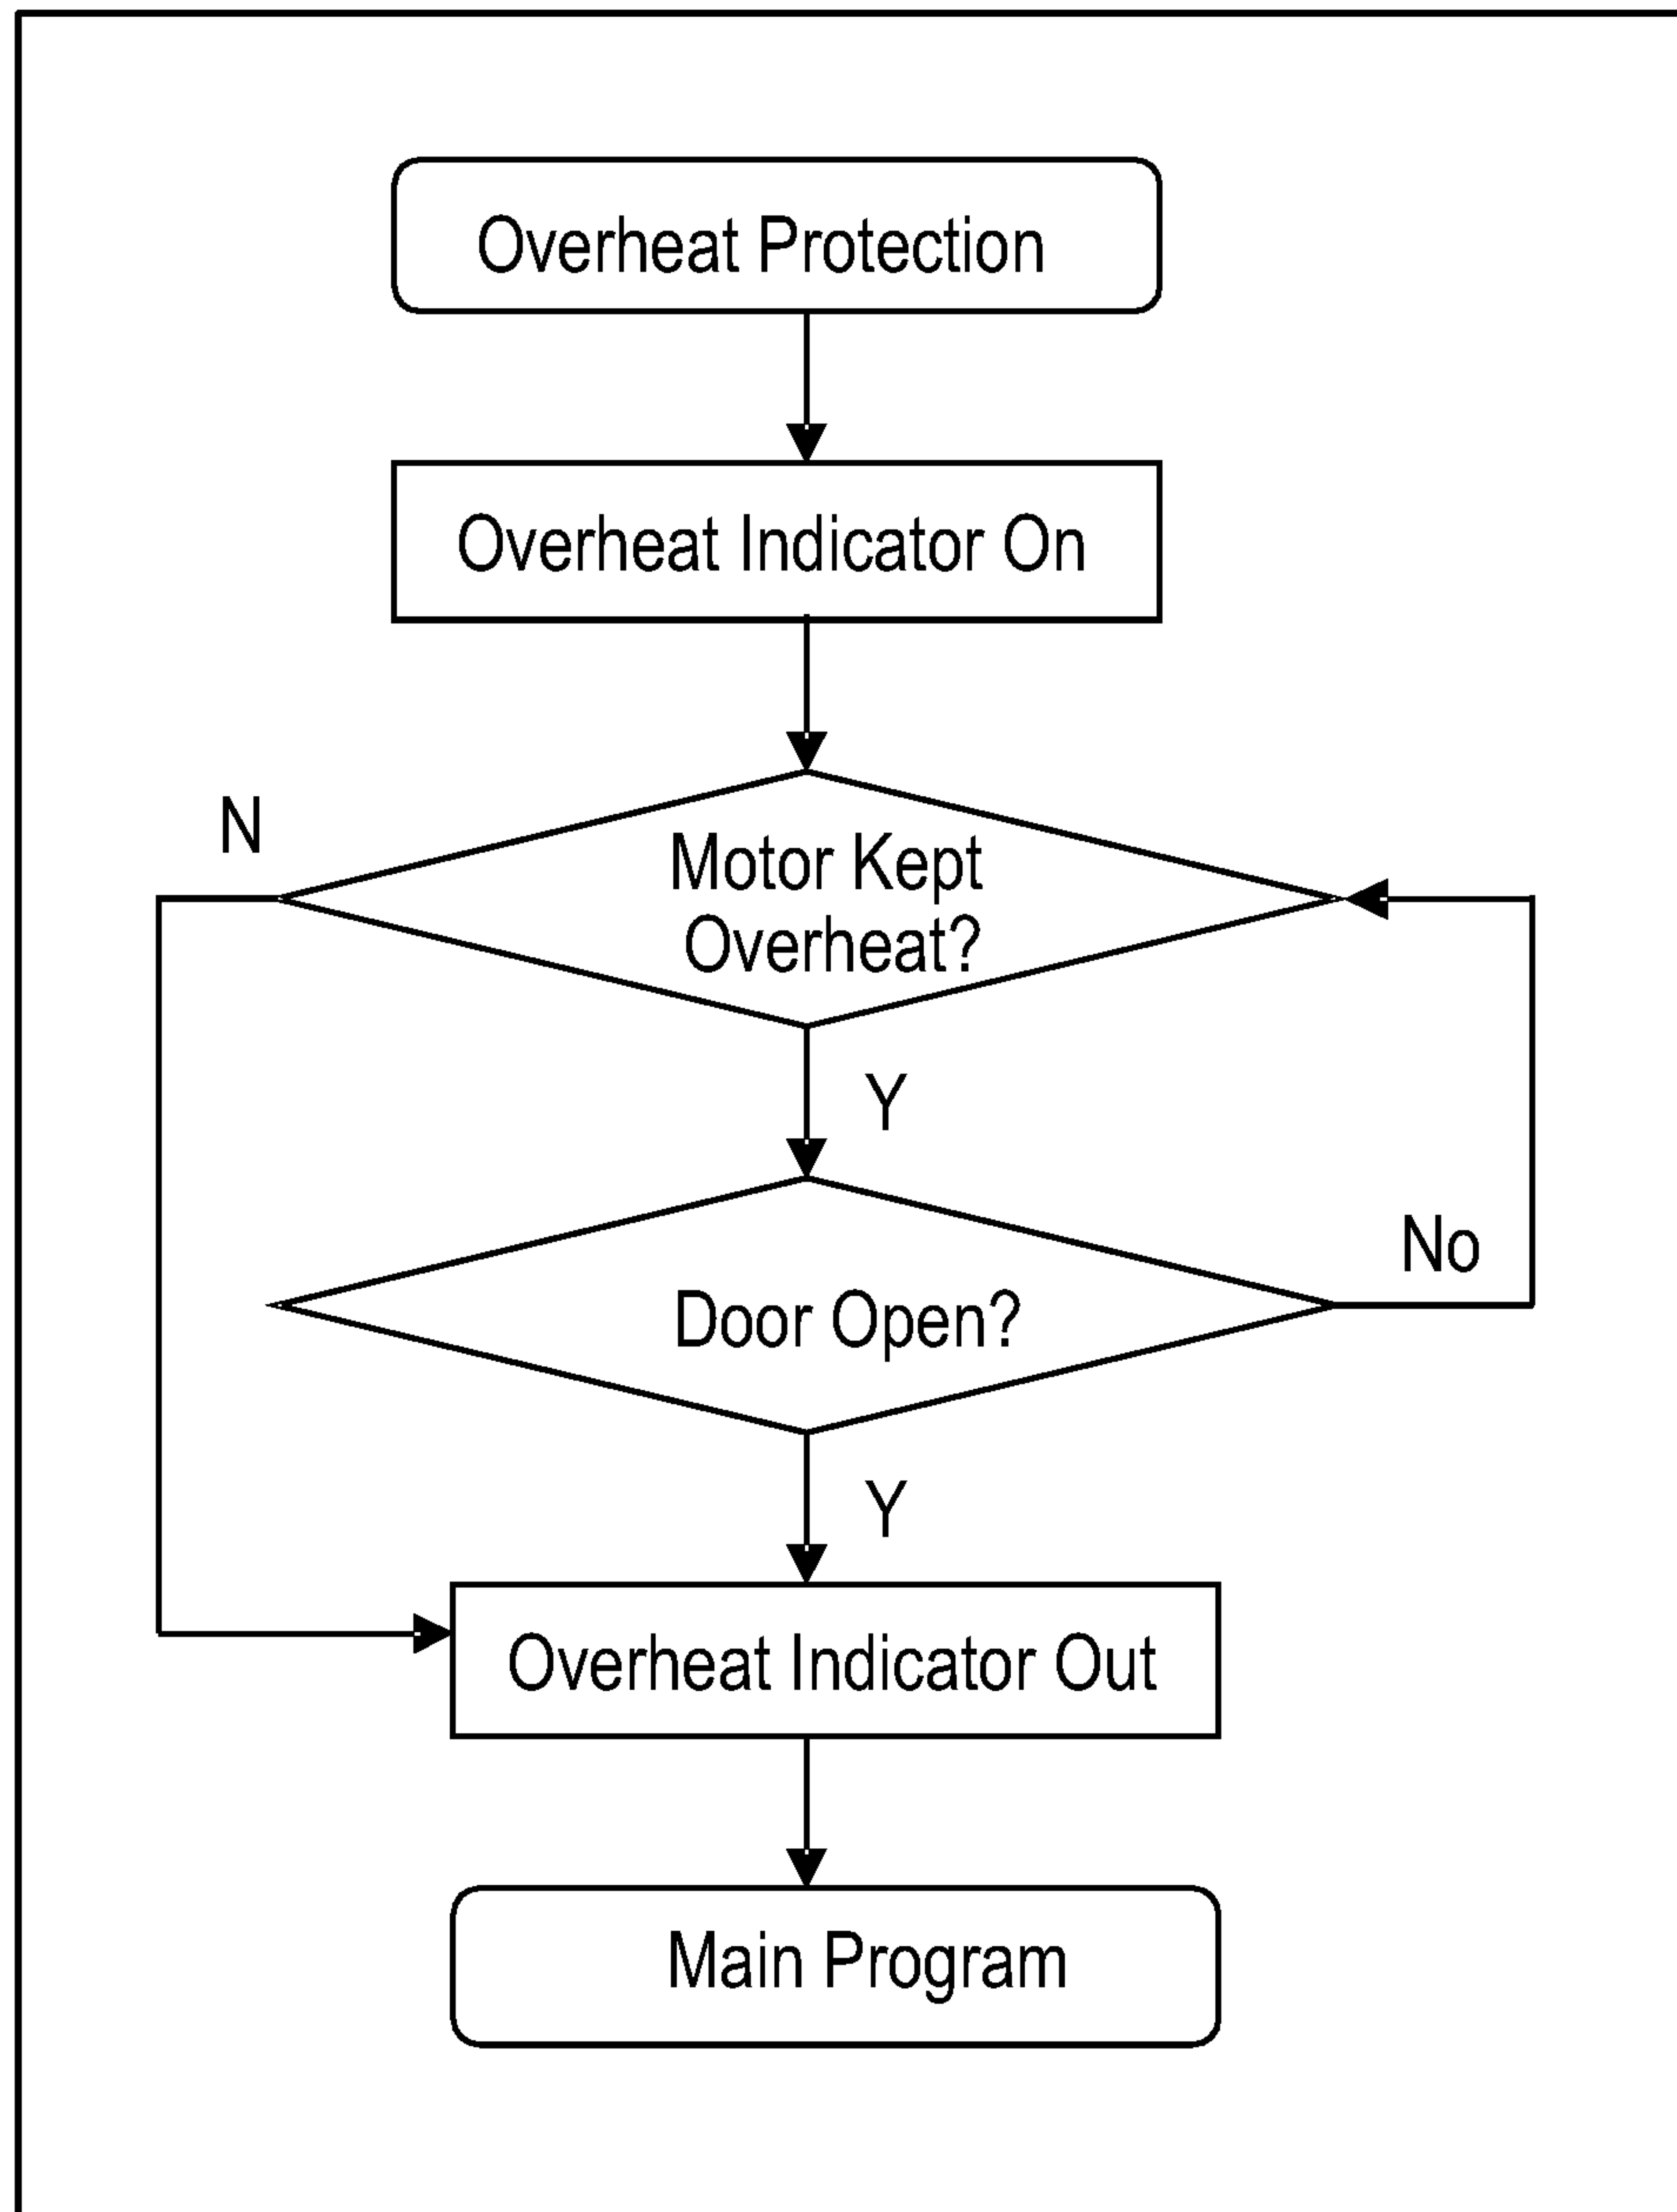 Overheat Protection
Overheat Indicator On
N
Motor Kept
Overheat?
Y
No
Door Open?
Y
Overheat Indicator Out
Main Program